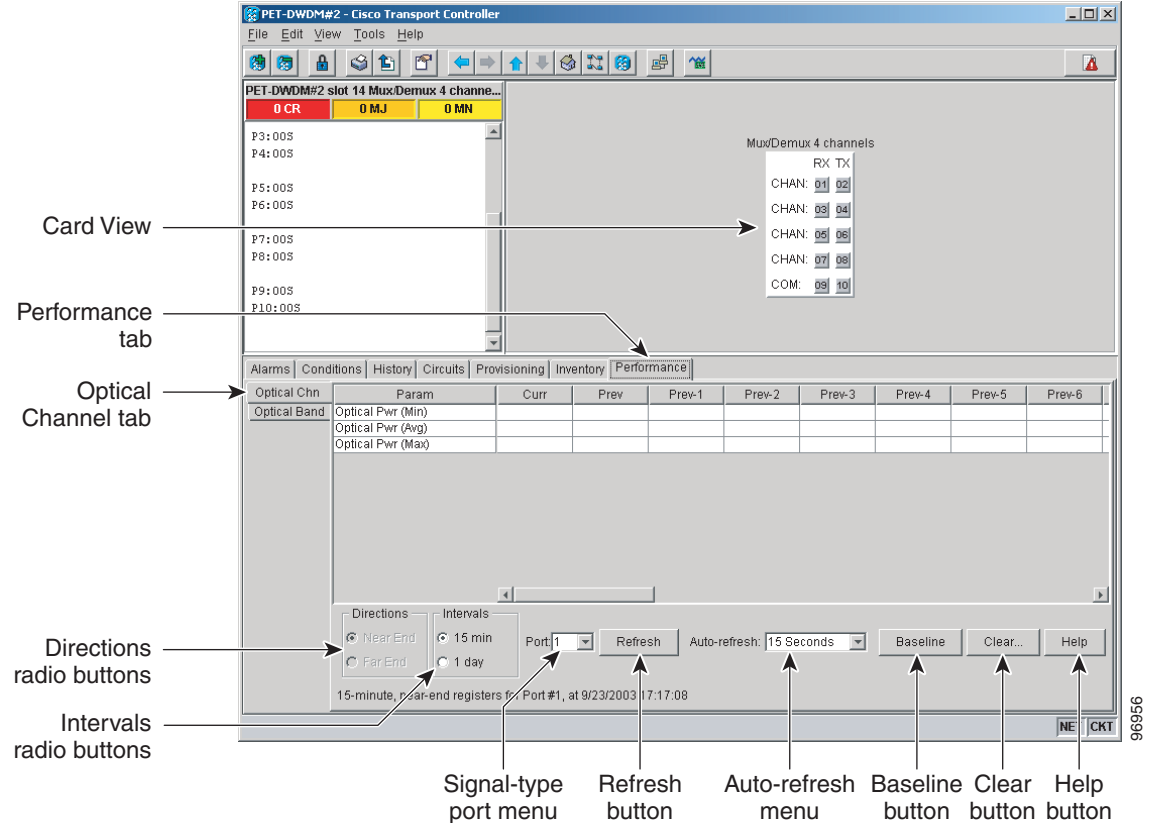 PET-DWDM#2 - Cisco Transport Controller
File Edit View Tools Help
PET-DWDM#2 slot 14 Mux/Demux 4 channe...
0 CR 0 MJ 0 MN
P3:OOS
P4:OOS
P5:OOS
P6:OOS
P7:OOS
P8:OOS
P9:OOS
P10:OOS
Mux/Demux 4 channels
RX TX
CHAN: 01 02
CHAN: 03 04
CHAN: 05 06
CHAN: 07 08
COM: 09 10
Card View
Performance
tab
Optical
Channel tab
Alarms Conditions History Circuits Provisioning Inventory Performance
Optical Chn
Optical Band
Param Curr Prev Prev-1 Prev-2 Prev-3 Prev-4 Prev-5 Prev-6
Optical Pwr (Min)
Optical Pwr (Avg)
Optical Pwr (Max)
Directions
Near End
Far End
Intervals
15 min
1 day
Port: 1 Refresh Auto-refresh: 15 Seconds Baseline Clear... Help
15-minute, near-end registers for Port #1, at 9/23/2003 17:17:08
NET CKT
Directions
radio buttons
Intervals
radio buttons
Signal-type
port menu
Refresh
button
Auto-refresh
menu
Baseline
button
Clear
button
Help
button
96956